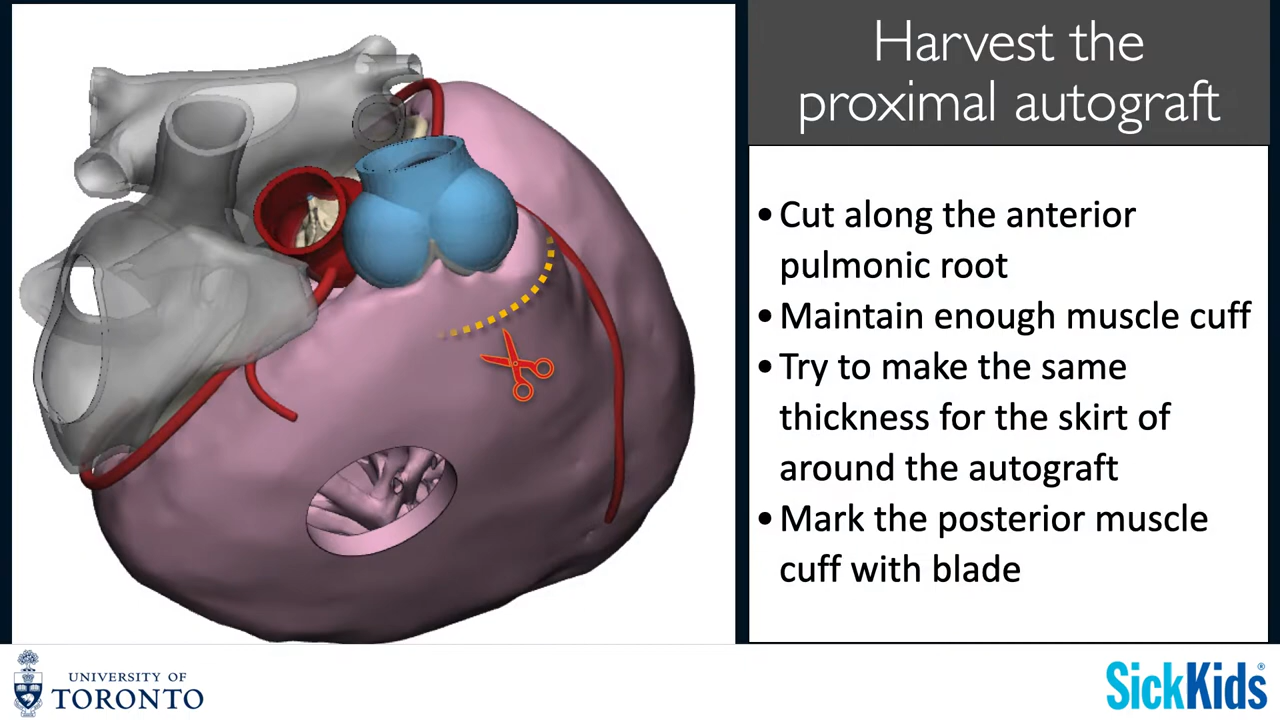 Harvest the
proximal autograft
•Cut along the anterior
pulmonic root
•Maintain enough muscle cuff
•Try to make the same
thickness for the skirt of
around the autograft
•Mark the posterior muscle
cuff with blade
UNIVERSITY OF
TORONTO
SickKids®